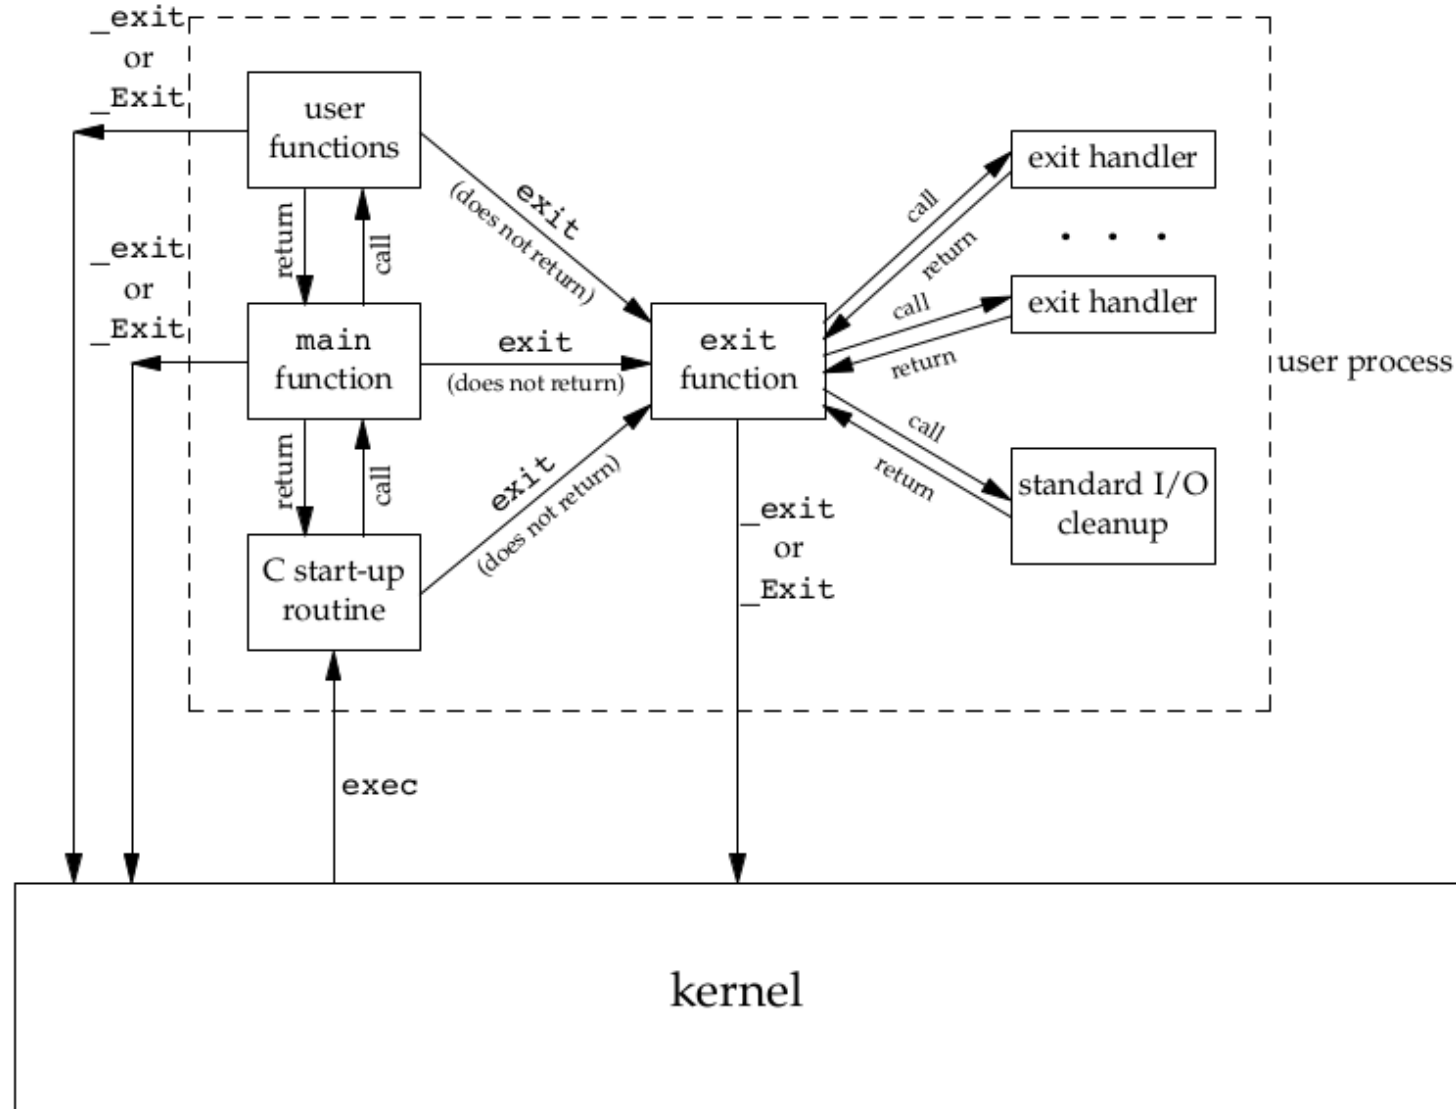 _exit
or
_Exit
user
functions
exit
(does not return)
return
call
_exit
or
_Exit
main
function
exit
(does not return)
return
call
C start-up
routine
exit
(does not return)
exit
function
call
return
exit handler
. . .
call
return
exit handler
call
return
standard I/O
cleanup
user process
_exit
or
_Exit
exec
kernel